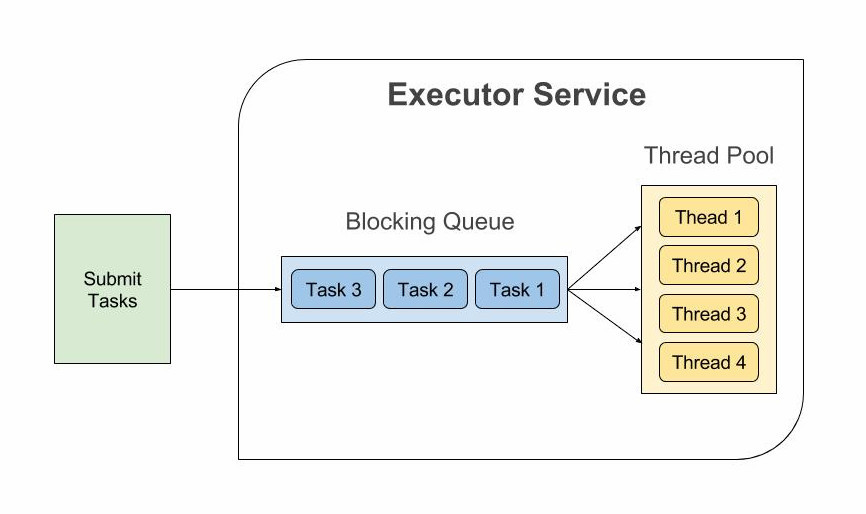 Executor Service
Thread Pool
Blocking Queue
Submit
Tasks
Task 3 Task 2 Task 1
Thead 1
Thread 2
Thread 3
Thread 4